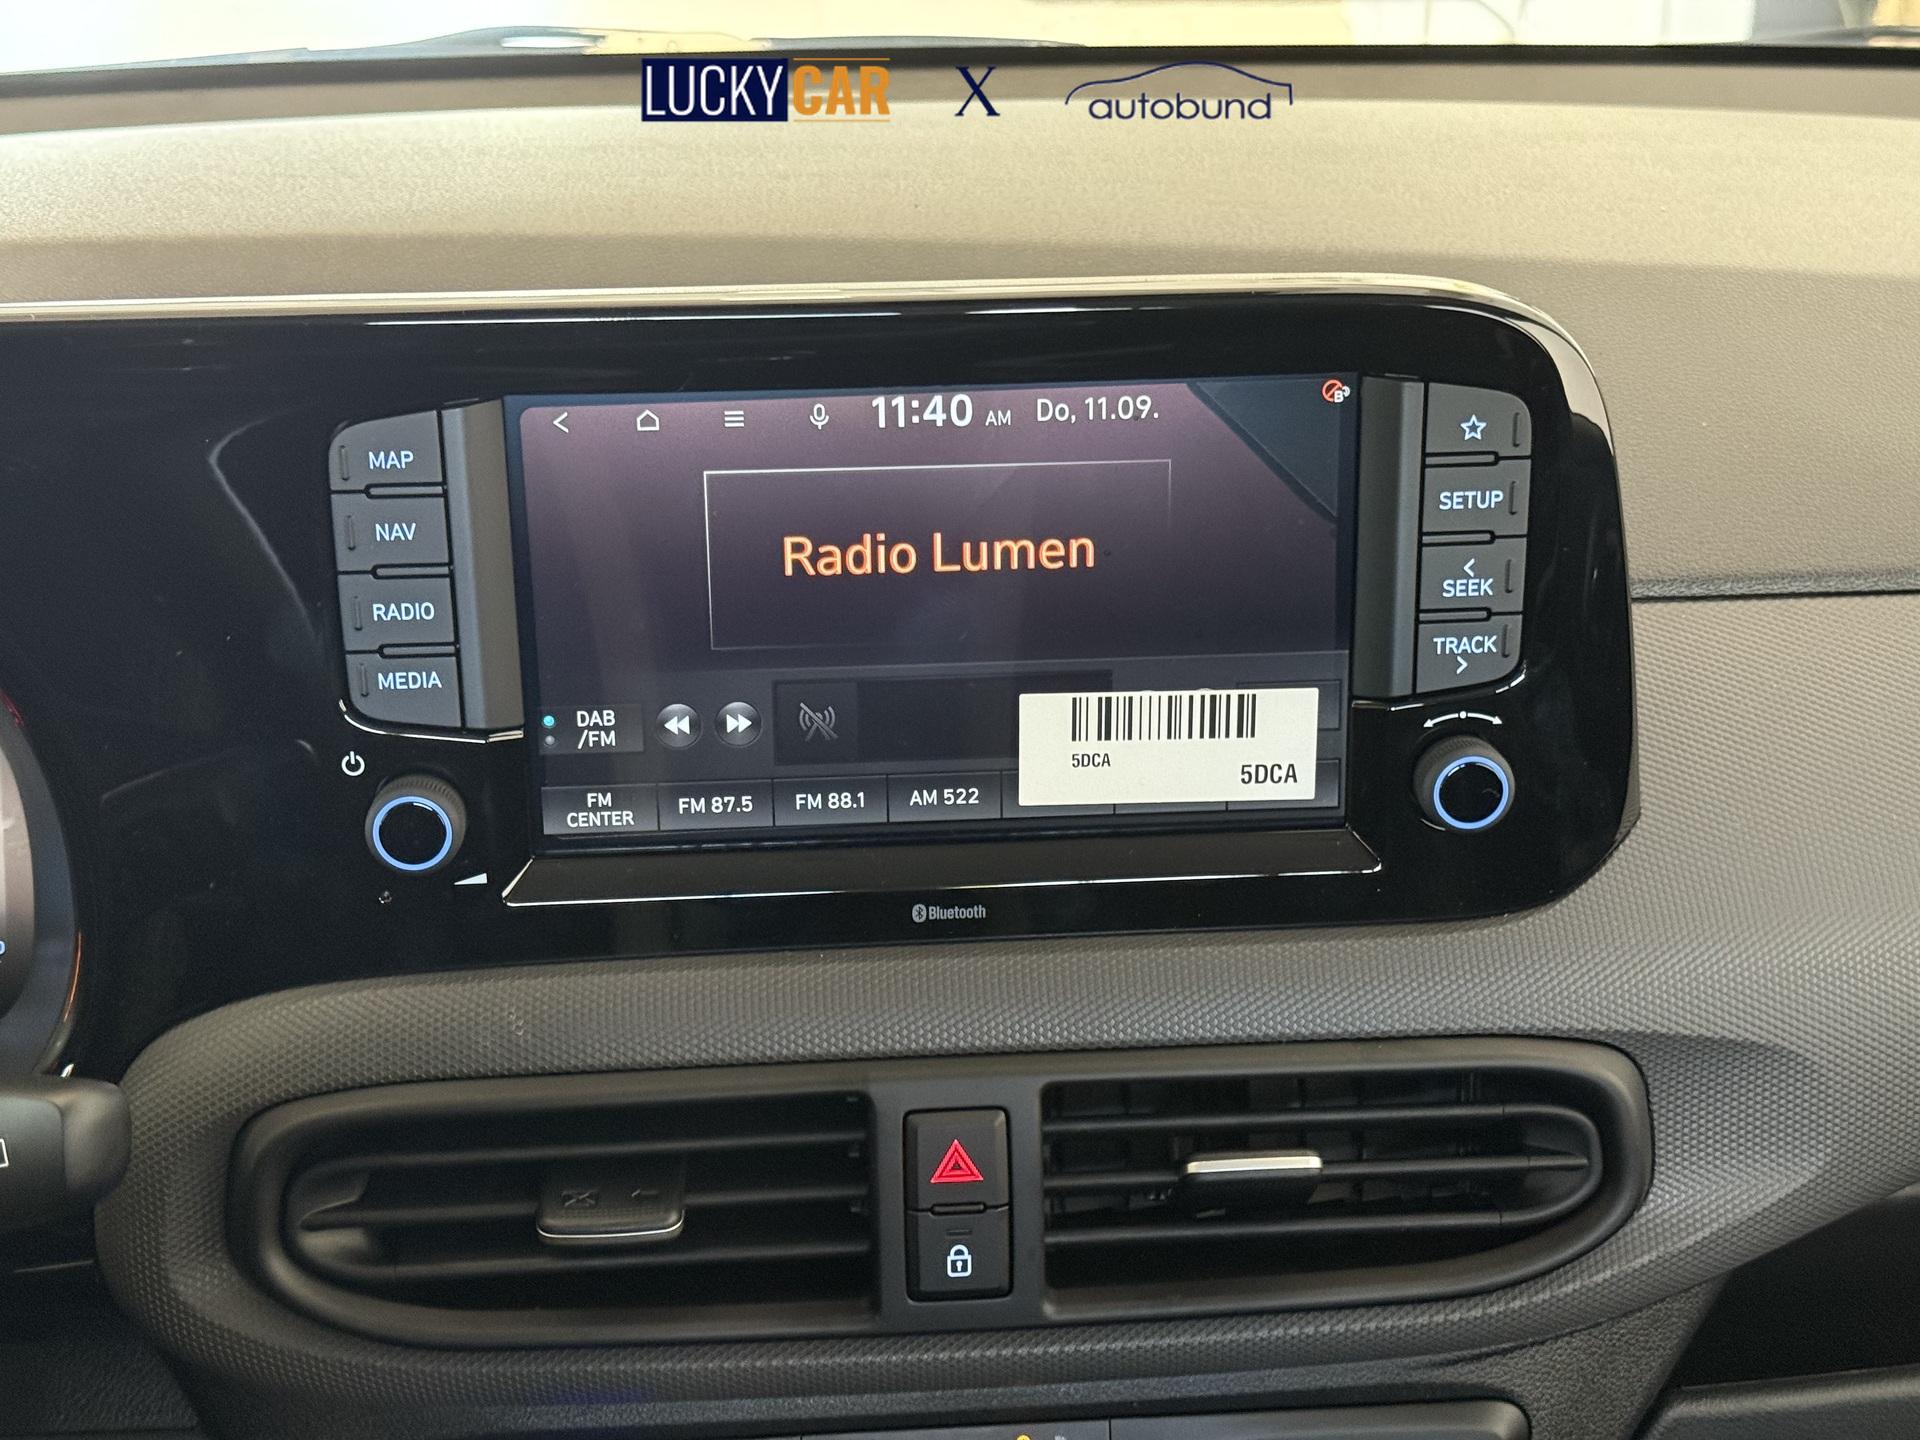 LUCKYCAR X autobund
11:40 AM Do, 11.09.
MAP
NAV
RADIO
MEDIA
Radio Lumen
SETUP
< SEEK
TRACK >
DAB
/FM
FM
CENTER
FM 87.5
FM 88.1
AM 522
5DCA
5DCA
Bluetooth